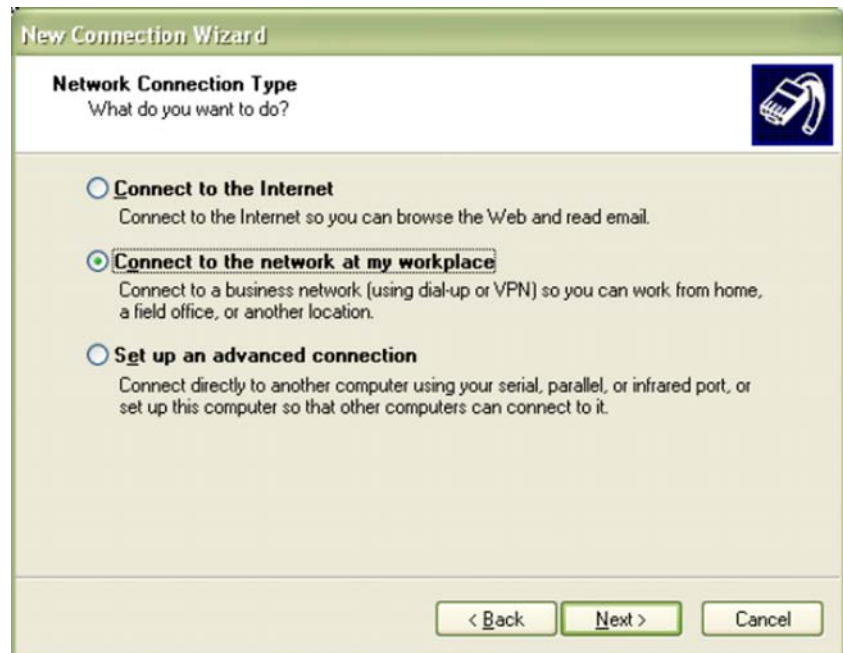 New Connection Wizard
Network Connection Type
What do you want to do?
Connect to the Internet
Connect to the Internet so you can browse the Web and read email.
Connect to the network at my workplace
Connect to a business network (using dial-up or VPN) so you can work from home,
a field office, or another location.
Set up an advanced connection
Connect directly to another computer using your serial, parallel, or infrared port, or
set up this computer so that other computers can connect to it.
< Back Next > Cancel